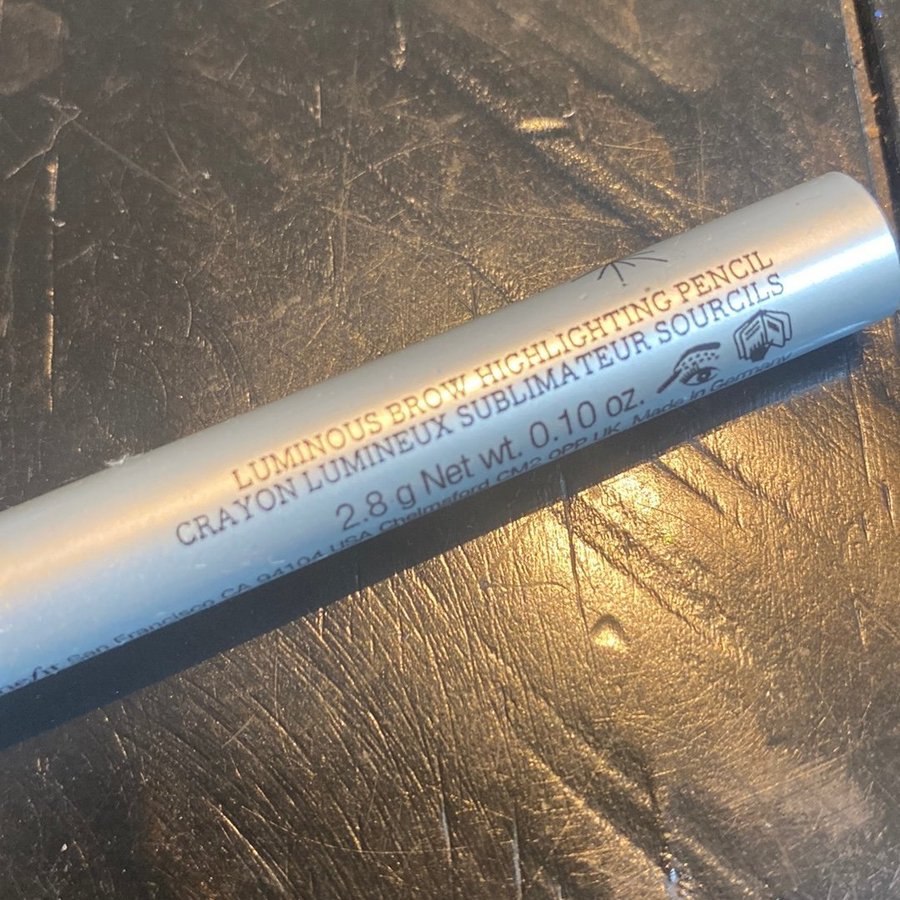 LUMINOUS BROW HIGHLIGHTING PENCIL
CRAYON LUMINEUX SUBLIMATEUR SOURCILS
2.8 g Net wt. 0.10 oz.
San Francisco CA 94104 USA Chelmsford CM2 9PP UK. Made in Germany